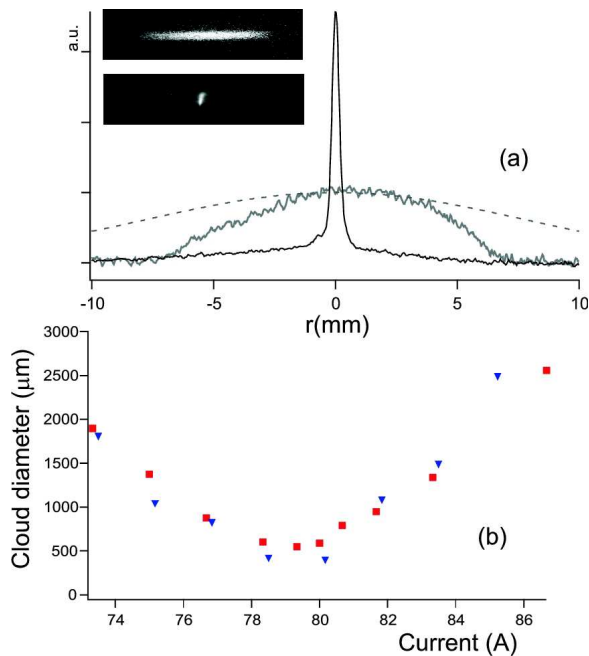 a.u.
(a)
-10 -5 0 5 10
r(mm)
3000
2500
2000
1500
1000
500
0
Cloud diameter (μm)
(b)
74 76 78 80 82 84 86
Current (A)